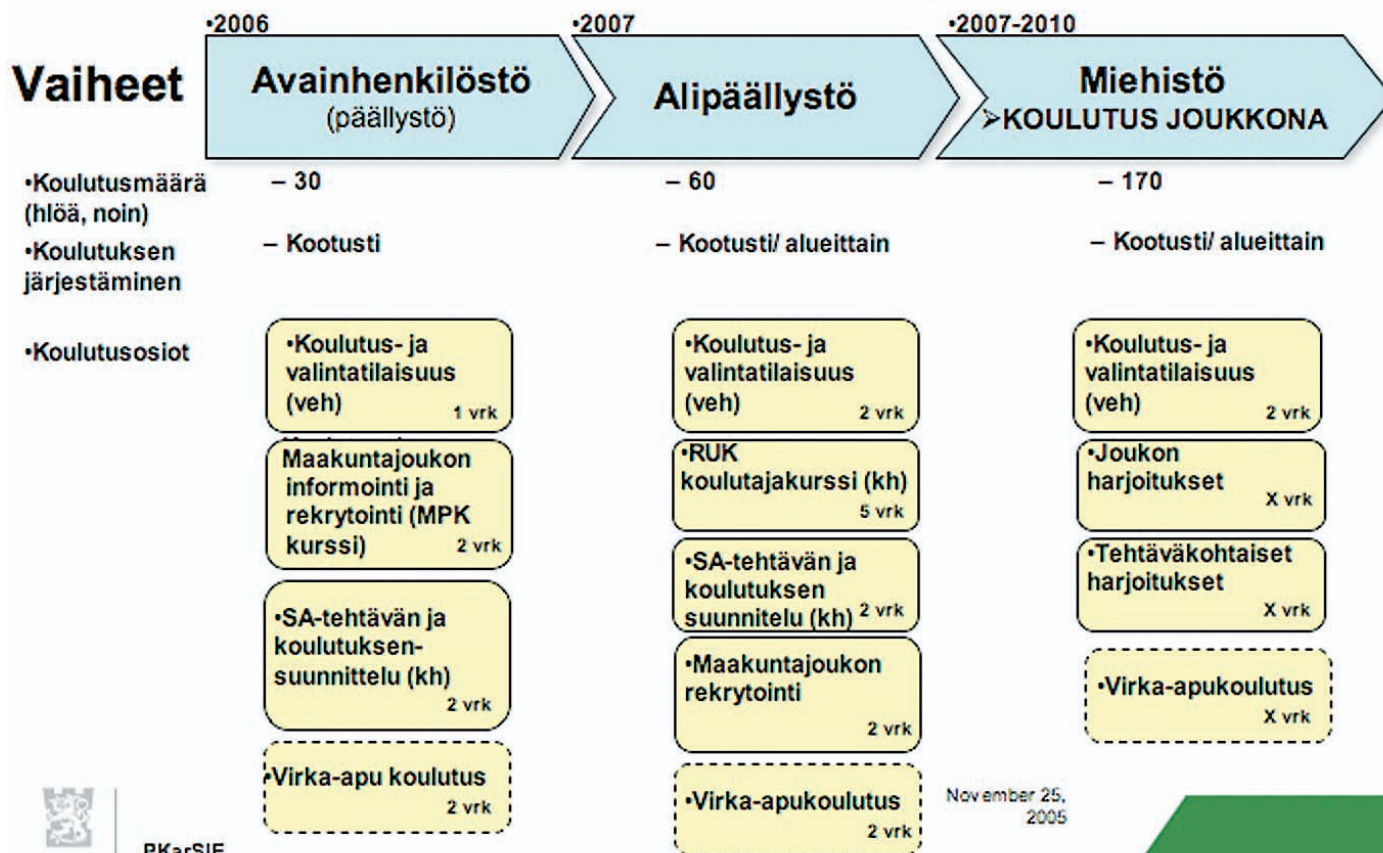 •2006
•2007
•2007-2010
Vaiheet
Avainhenkilöstö
(päällystö)
Alipäällystö
Miehistö
➢KOULUTUS JOUKKONA
•Koulutusmäärä
(hlöä, noin)
– 30
– 60
– 170
•Koulutuksen
järjestäminen
– Kootusti
– Kootusti/ alueittain
– Kootusti/ alueittain
•Koulutusosiot
•Koulutus- ja
valintatilaisuus
(veh)
1 vrk
Maakuntajoukon
informointi ja
rekrytointi (MPK
kurssi)
2 vrk
•SA-tehtävän ja
koulutuksen-
suunnittelu (kh)
2 vrk
•Virka-apu koulutus
2 vrk
•Koulutus- ja
valintatilaisuus
(veh)
2 vrk
•RUK
koulutajakurssi (kh)
5 vrk
•SA-tehtävän ja
koulutuksen
suunnitelu (kh) 2 vrk
•Maakuntajoukon
rekrytointi
2 vrk
•Virka-apukoulutus
2 vrk
•Koulutus- ja
valintatilaisuus
(veh)
2 vrk
•Joukon
harjoitukset
X vrk
•Tehtäväkohtaiset
harjoitukset
X vrk
•Virka-apukoulutus
X vrk
November 25,
2005
PKarSlE